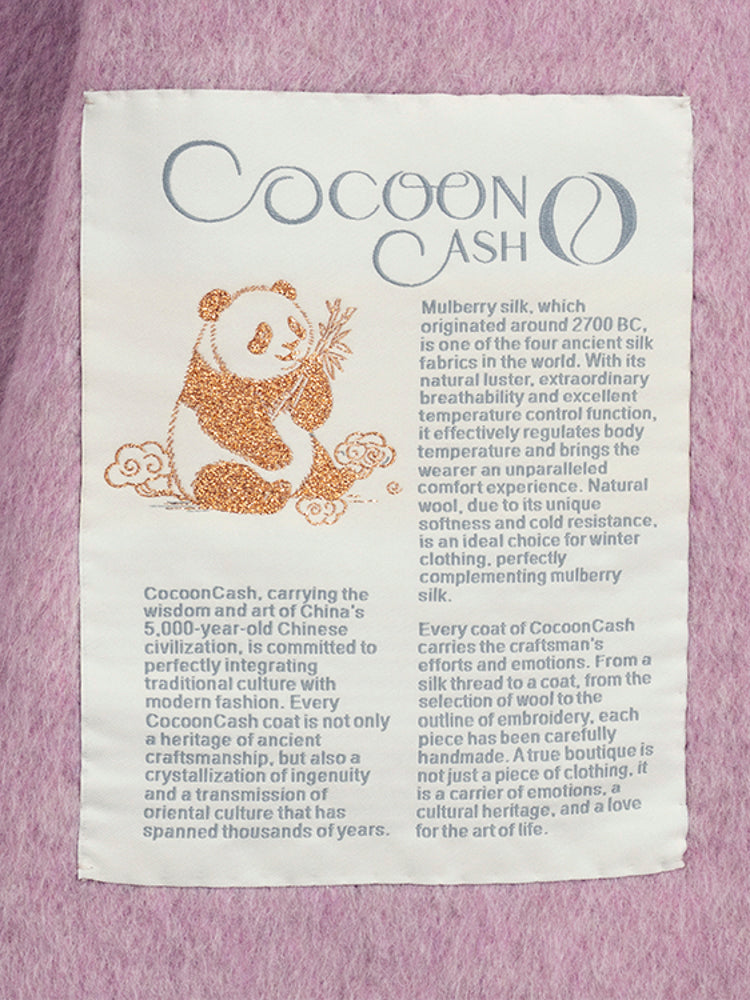 COCOON
CASH
Mulberry silk, which
originated around 2700 BC,
is one of the four ancient silk
fabrics in the world. With its
natural luster, extraordinary
breathability and excellent
temperature control function,
it effectively regulates body
temperature and brings the
wearer an unparalleled
comfort experience. Natural
wool, due to its unique
softness and cold resistance,
is an ideal choice for winter
clothing, perfectly
complementing mulberry
silk.
Every coat of CocoonCash
carries the craftsman's
efforts and emotions. From a
silk thread to a coat, from the
selection of wool to the
outline of embroidery, each
piece has been carefully
handmade. A true boutique is
not just a piece of clothing, it
is a carrier of emotions, a
cultural heritage, and a love
for the art of life.
CocoonCash, carrying the
wisdom and art of China's
5,000-year-old Chinese
civilization, is committed to
perfectly integrating
traditional culture with
modern fashion. Every
CocoonCash coat is not only
a heritage of ancient
craftsmanship, but also a
crystallization of ingenuity
and a transmission of
oriental culture that has
spanned thousands of years.